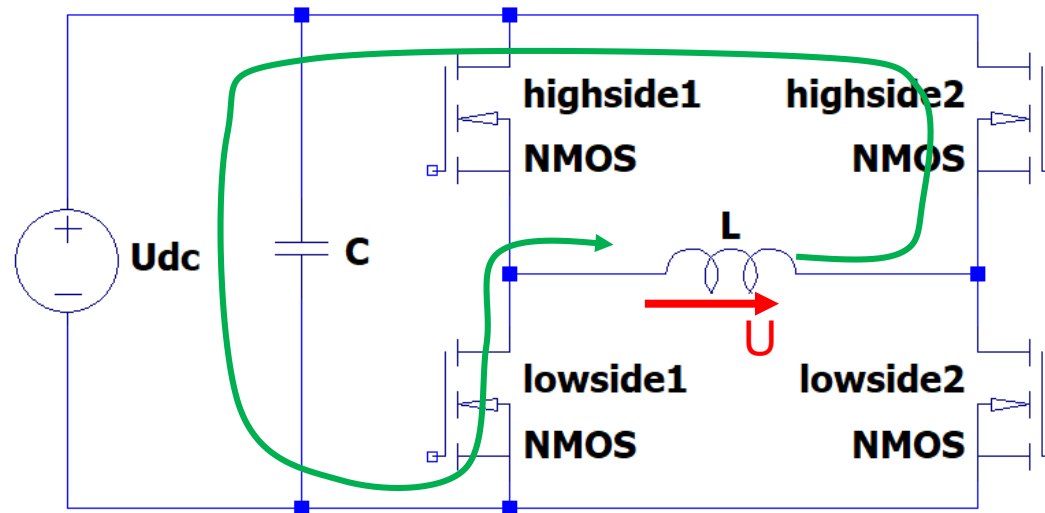 highside1
highside2
NMOS
NMOS
L
Udc
C
U
lowside1
lowside2
NMOS
NMOS